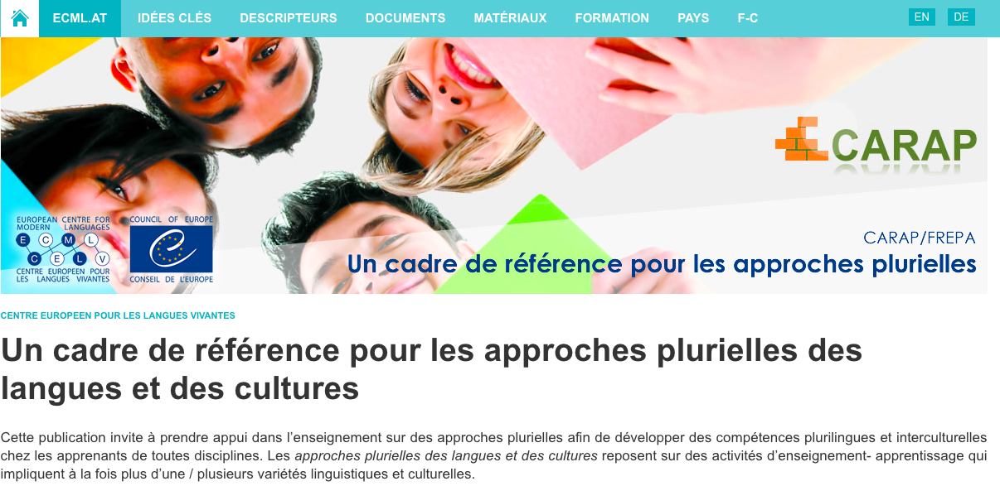 ECML.AT IDÉES CLÉS DESCRIPTEURS DOCUMENTS MATÉRIAUX FORMATION PAYS F-C EN DE
CARAP
EUROPEAN CENTRE FOR
MODERN LANGUAGES
E C M L
C E L V
CENTRE EUROPEEN POUR
LES LANGUES VIVANTES
COUNCIL OF EUROPE
CONSEIL DE L'EUROPE
CARAP/FREPA
Un cadre de référence pour les approches plurielles
CENTRE EUROPEEN POUR LES LANGUES VIVANTES
Un cadre de référence pour les approches plurielles des
langues et des cultures
Cette publication invite à prendre appui dans l’enseignement sur des approches plurielles afin de développer des compétences plurilingues et interculturelles
chez les apprenants de toutes disciplines. Les approches plurielles des langues et des cultures reposent sur des activités d’enseignement- apprentissage qui
impliquent à la fois plus d’une / plusieurs variétés linguistiques et culturelles.